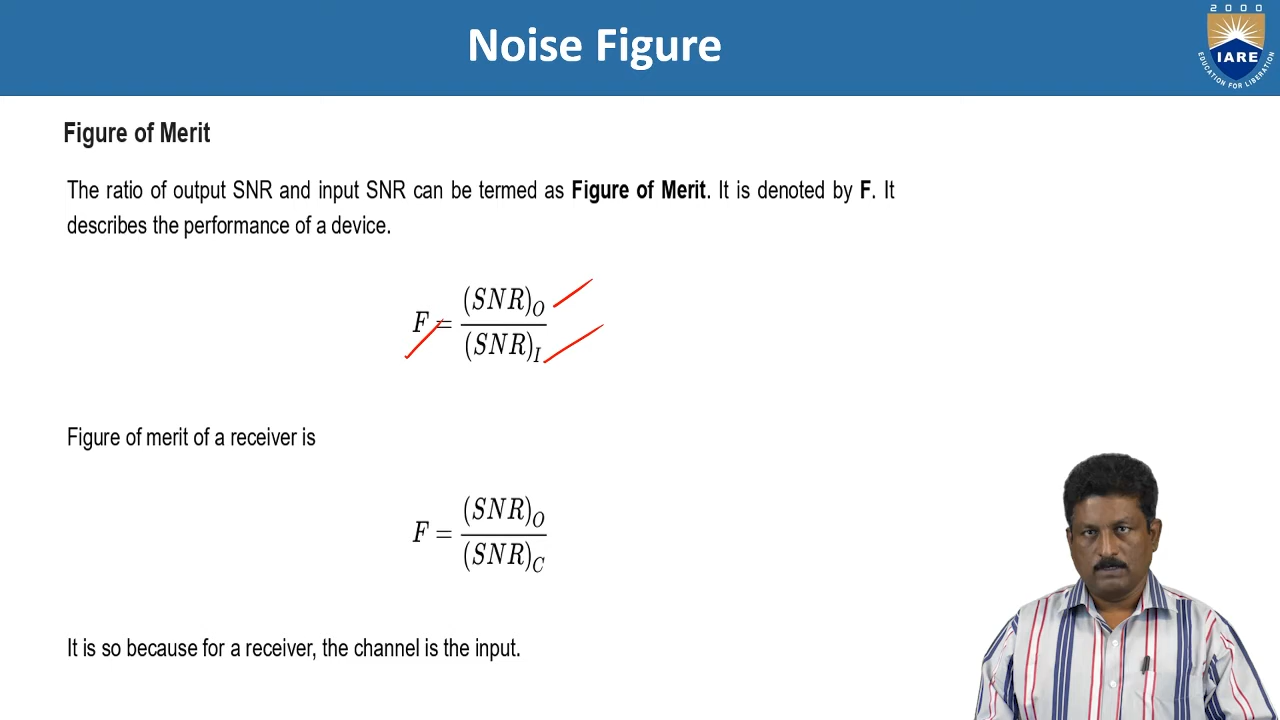 Noise Figure
2000
IARE
EDUCATION FOR LIBERATION
Figure of Merit
The ratio of output SNR and input SNR can be termed as Figure of Merit. It is denoted by F. It
describes the performance of a device.
F = (SNR)_O / (SNR)_I
Figure of merit of a receiver is
F = (SNR)_O / (SNR)_C
It is so because for a receiver, the channel is the input.